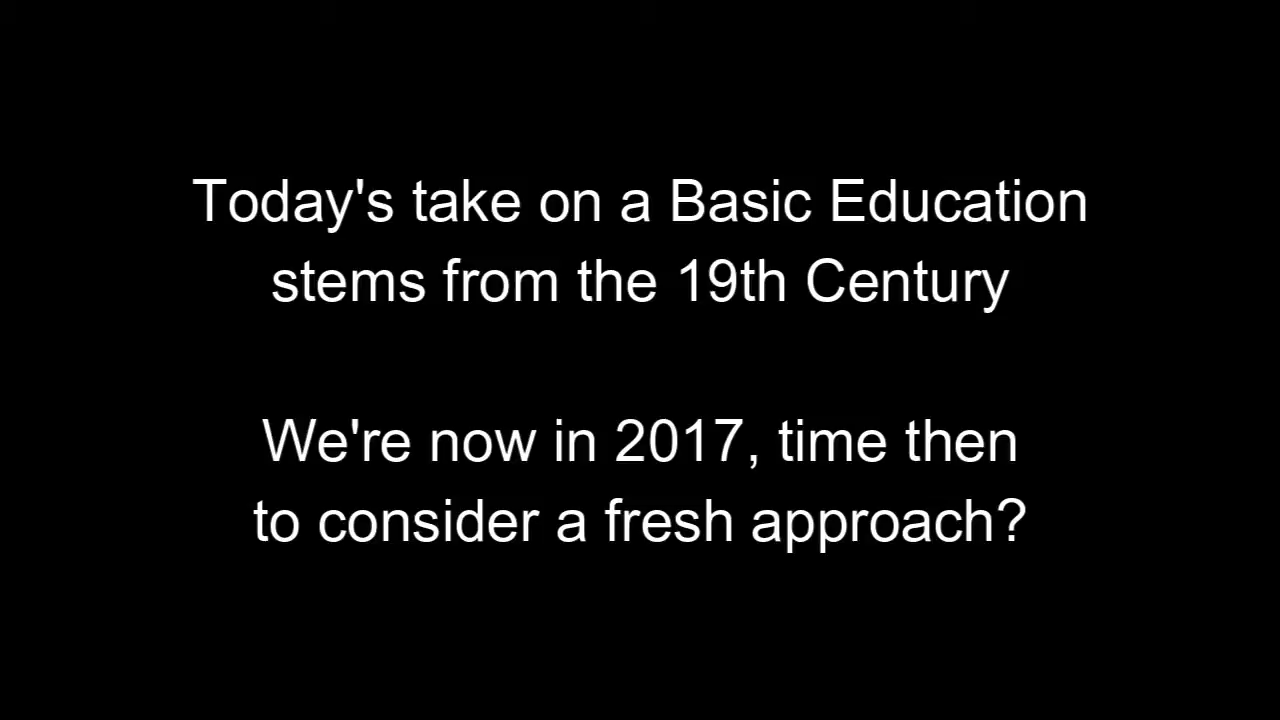 Today's take on a Basic Education
stems from the 19th Century
We're now in 2017, time then
to consider a fresh approach?